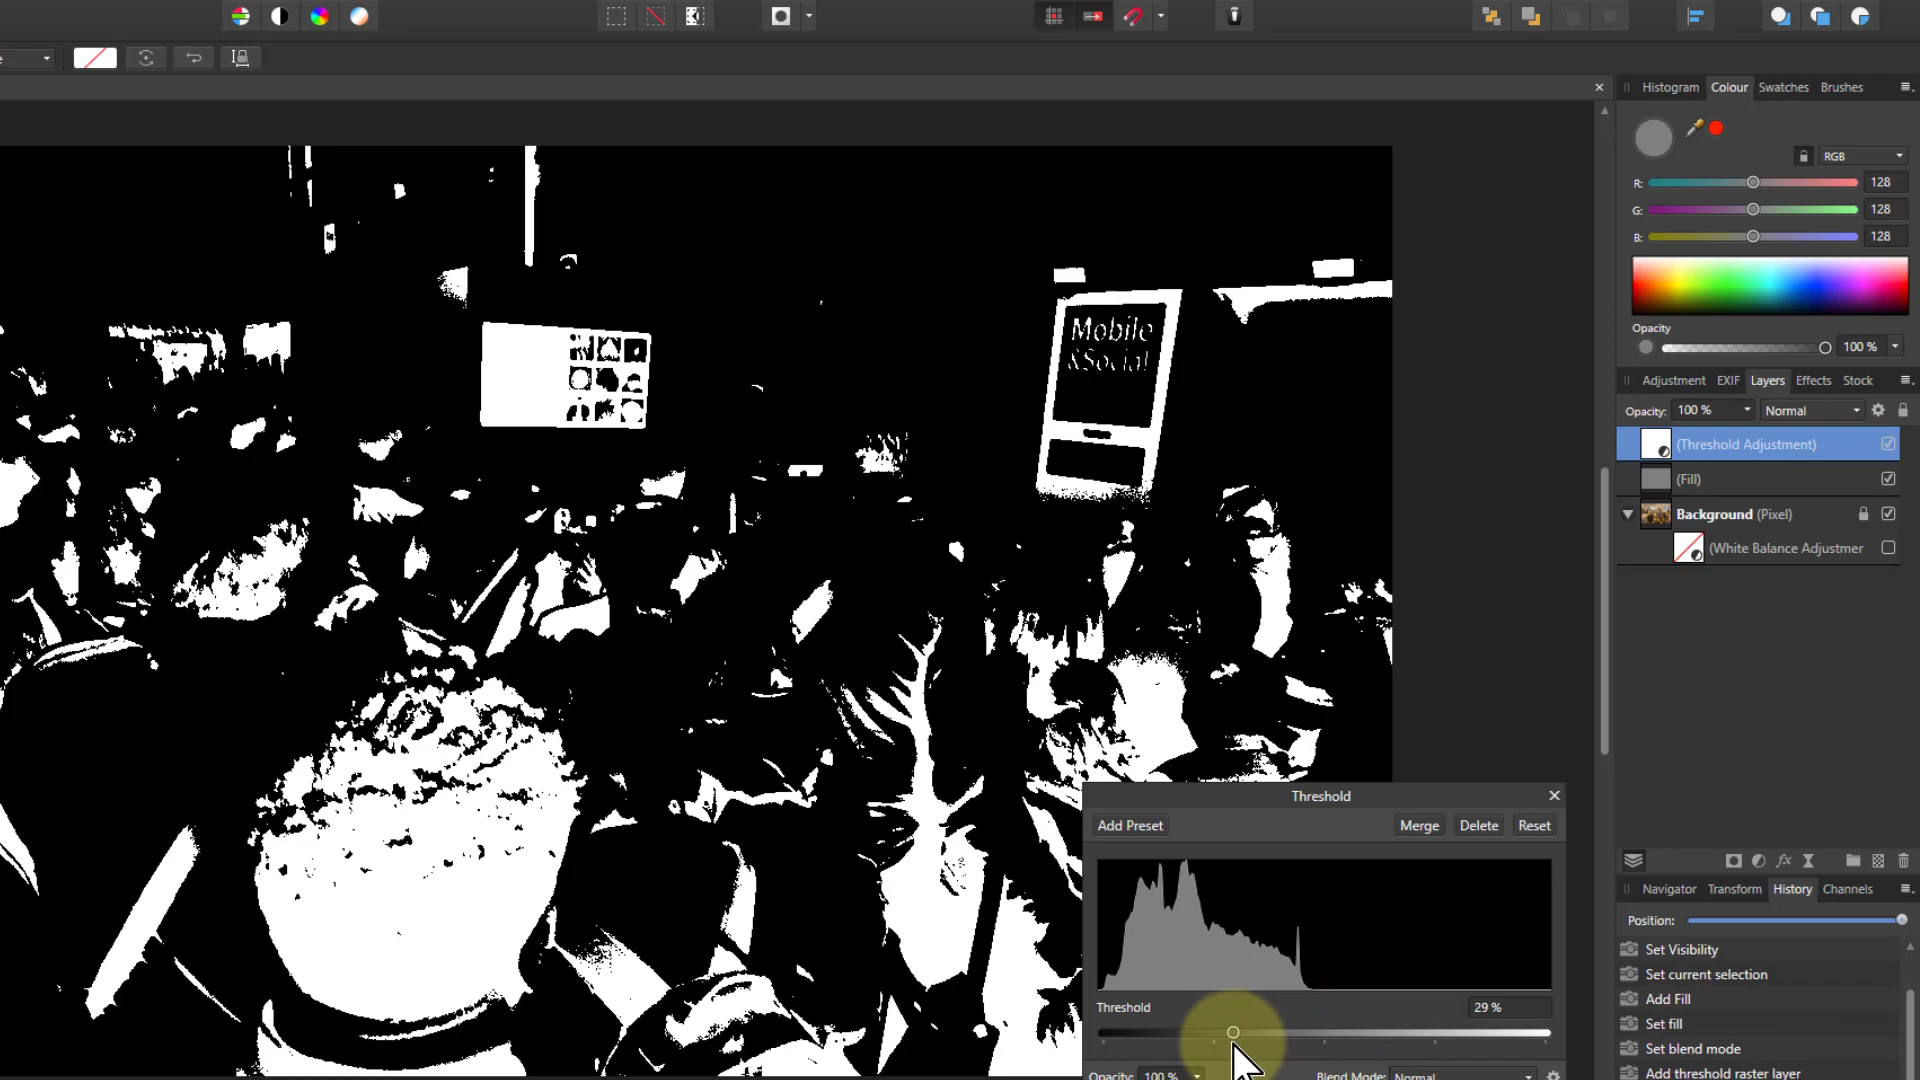 Histogram Colour Swatches Brushes
RGB
R: 128
G: 128
B: 128
Opacity
100 %
Adjustment EXIF Layers Effects Stock
Opacity: 100 % Normal
(Threshold Adjustment)
(Fill)
Background (Pixel)
(White Balance Adjustmer
Mobile
&Social
Threshold
Add Preset Merge Delete Reset
Threshold 29 %
Opacity: 100 % Blend Mode: Normal
fx
Navigator Transform History Channels
Position:
Set Visibility
Set current selection
Add Fill
Set fill
Set blend mode
Add threshold raster layer